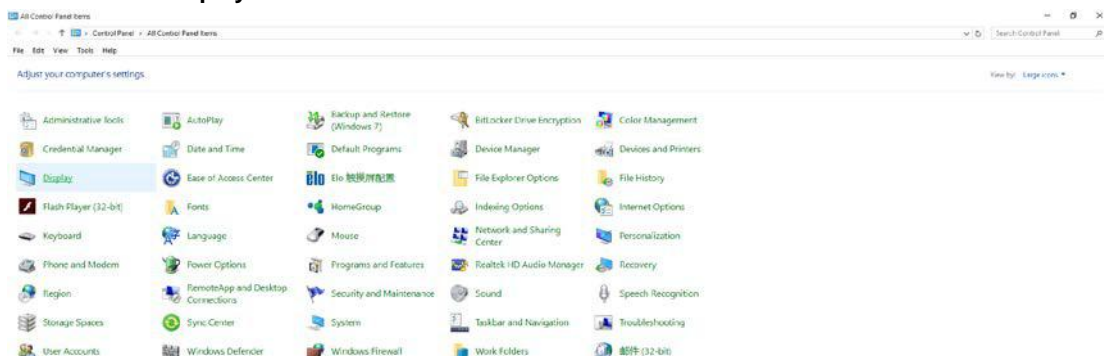 All Control Panel Items
Control Panel › All Control Panel Items
Search Control Panel
File Edit View Tools Help
Adjust your computer's settings
View by: Large icons
Administrative Tools
AutoPlay
Backup and Restore
(Windows 7)
BitLocker Drive Encryption
Color Management
Credential Manager
Date and Time
Default Programs
Device Manager
Devices and Printers
Display
Ease of Access Center
elo Elo 触摸屏配置
File Explorer Options
File History
Flash Player (32-bit)
Fonts
HomeGroup
Indexing Options
Internet Options
Keyboard
Language
Mouse
Network and Sharing
Center
Personalization
Phone and Modem
Power Options
Programs and Features
Realtek HD Audio Manager
Recovery
Region
RemoteApp and Desktop
Connections
Security and Maintenance
Sound
Speech Recognition
Storage Spaces
Sync Center
System
Taskbar and Navigation
Troubleshooting
User Accounts
Windows Defender
Windows Firewall
Work Folders
邮件 (32-bit)